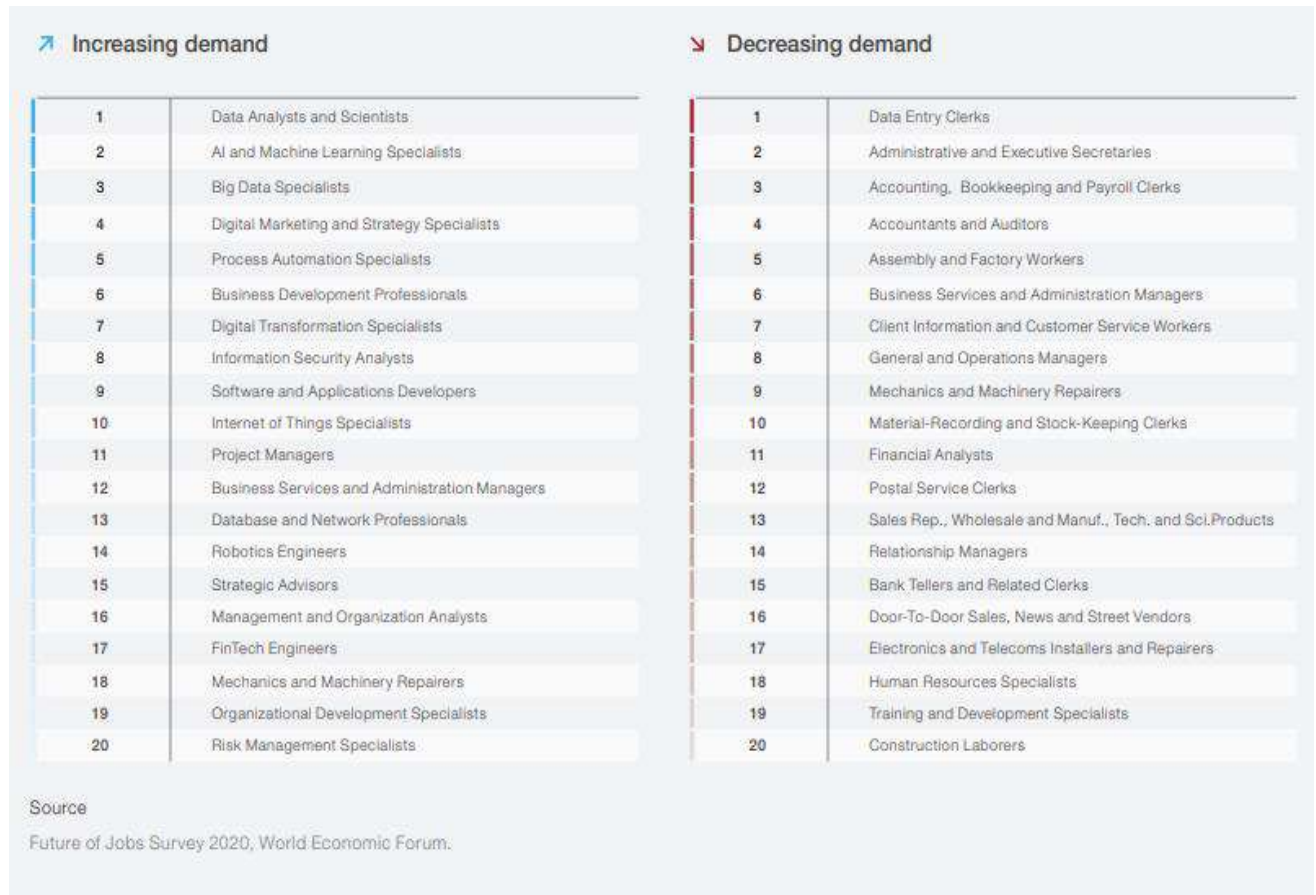 Increasing demand
1 Data Analysts and Scientists
2 AI and Machine Learning Specialists
3 Big Data Specialists
4 Digital Marketing and Strategy Specialists
5 Process Automation Specialists
6 Business Development Professionals
7 Digital Transformation Specialists
8 Information Security Analysts
9 Software and Applications Developers
10 Internet of Things Specialists
11 Project Managers
12 Business Services and Administration Managers
13 Database and Network Professionals
14 Robotics Engineers
15 Strategic Advisors
16 Management and Organization Analysts
17 FinTech Engineers
18 Mechanics and Machinery Repairers
19 Organizational Development Specialists
20 Risk Management Specialists
Decreasing demand
1 Data Entry Clerks
2 Administrative and Executive Secretaries
3 Accounting, Bookkeeping and Payroll Clerks
4 Accountants and Auditors
5 Assembly and Factory Workers
6 Business Services and Administration Managers
7 Client Information and Customer Service Workers
8 General and Operations Managers
9 Mechanics and Machinery Repairers
10 Material-Recording and Stock-Keeping Clerks
11 Financial Analysts
12 Postal Service Clerks
13 Sales Rep., Wholesale and Manuf., Tech. and Sci.Products
14 Relationship Managers
15 Bank Tellers and Related Clerks
16 Door-To-Door Sales, News and Street Vendors
17 Electronics and Telecoms Installers and Repairers
18 Human Resources Specialists
19 Training and Development Specialists
20 Construction Laborers
Source
Future of Jobs Survey 2020, World Economic Forum.